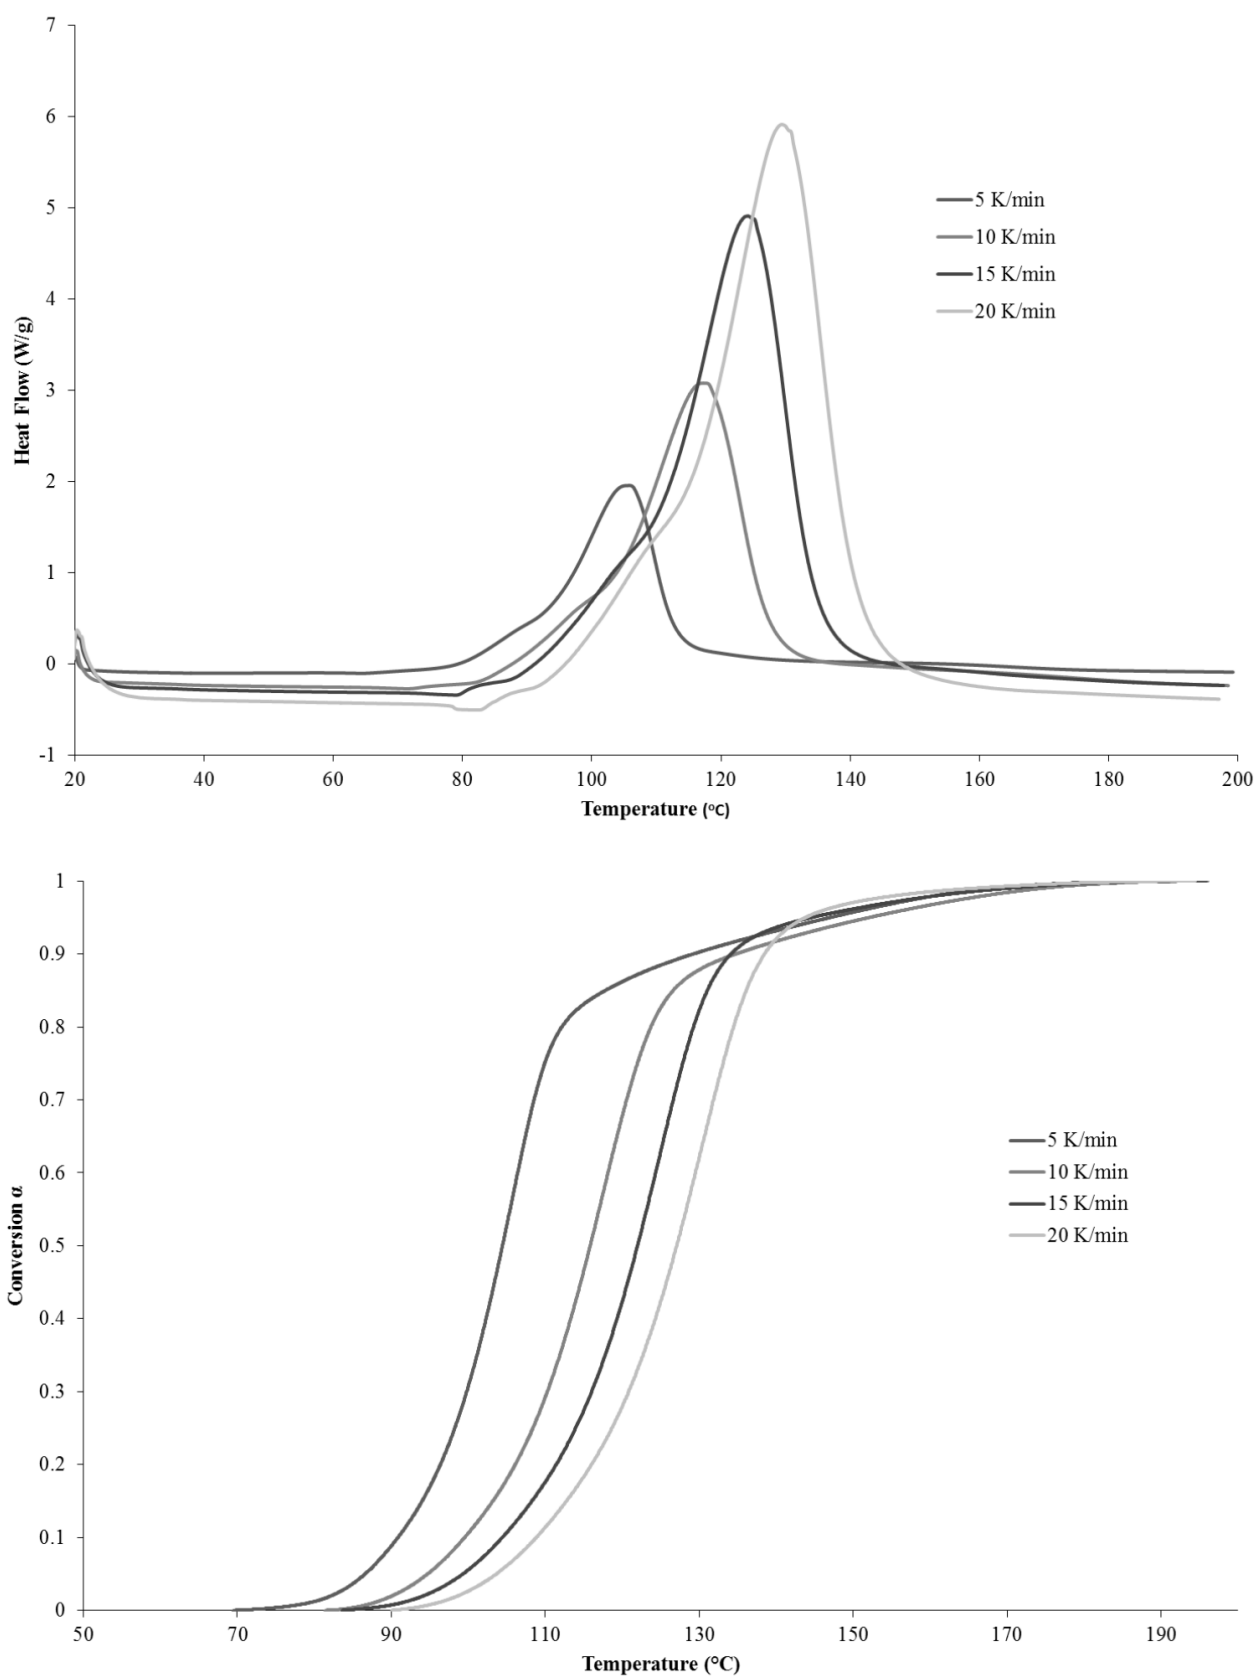 7
6
5
4
3
2
1
0
-1
Heat Flow (W/g)
5 K/min
10 K/min
15 K/min
20 K/min
20 40 60 80 100 120 140 160 180 200
Temperature (°C)
1
0.9
0.8
0.7
0.6
0.5
0.4
0.3
0.2
0.1
0
Conversion α
5 K/min
10 K/min
15 K/min
20 K/min
50 70 90 110 130 150 170 190
Temperature (°C)